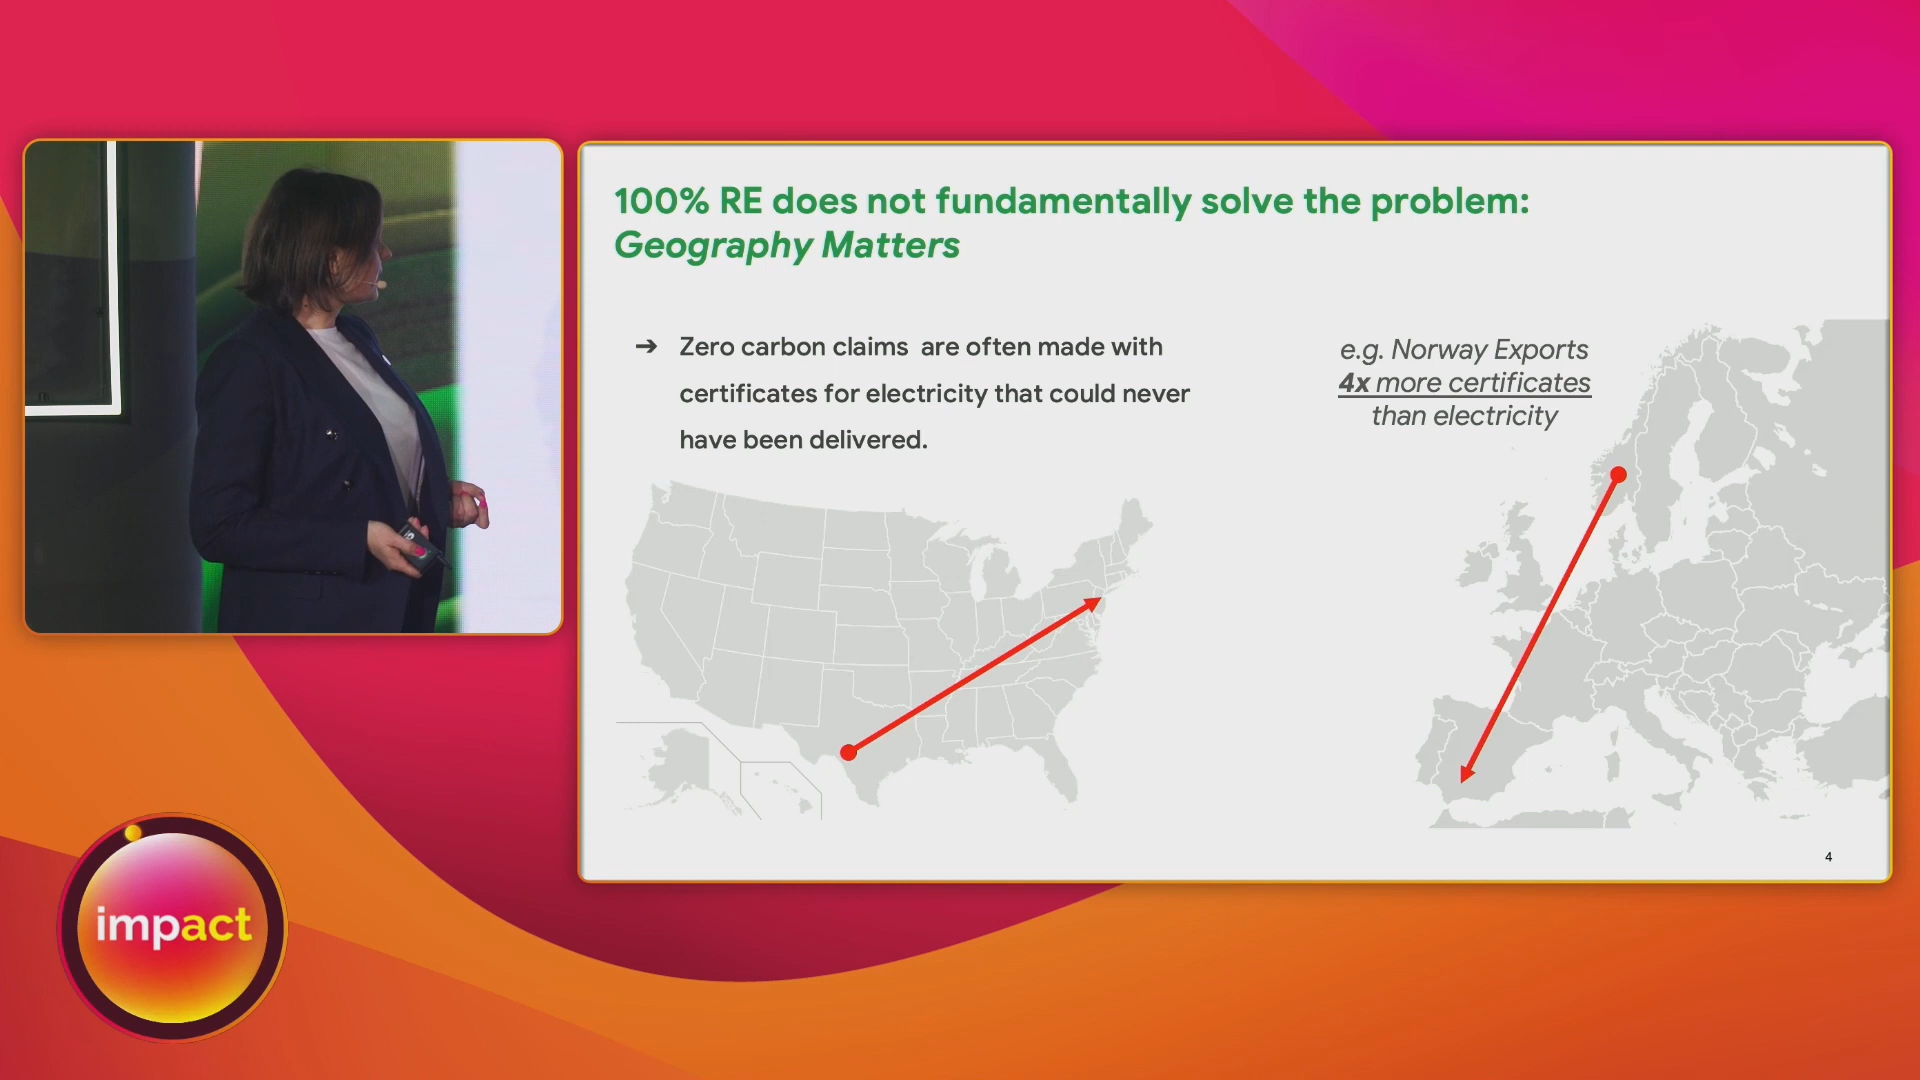 100% RE does not fundamentally solve the problem:
Geography Matters
➔ Zero carbon claims are often made with
certificates for electricity that could never
have been delivered.
e.g. Norway Exports
4x more certificates
than electricity
4
impact